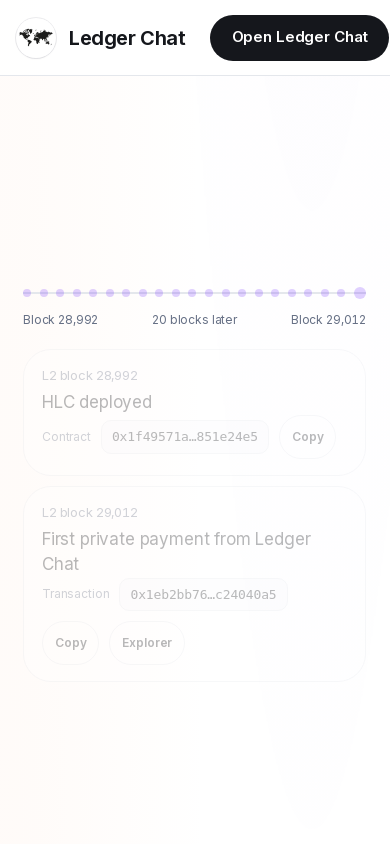 Ledger Chat
Open Ledger Chat
Block 28,992
20 blocks later
Block 29,012
L2 block 28,992
HLC deployed
Contract 0x1f49571a…851e24e5 Copy
L2 block 29,012
First private payment from Ledger
Chat
Transaction 0x1eb2bb76…c24040a5
Copy Explorer